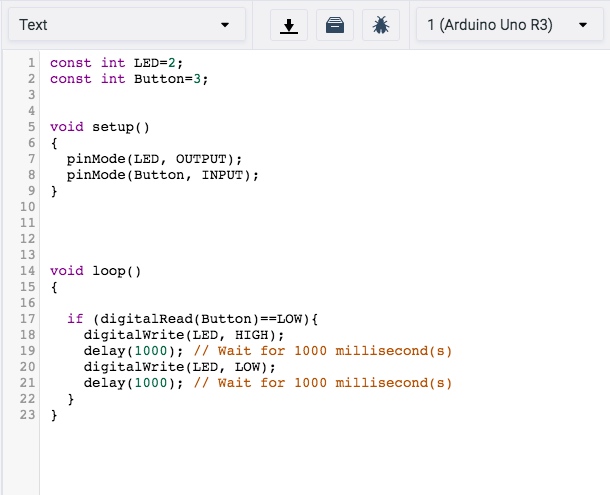 Text 1 (Arduino Uno R3)
1 const int LED=2;
2 const int Button=3;
3
4
5 void setup()
6 {
7   pinMode(LED, OUTPUT);
8   pinMode(Button, INPUT);
9 }
10
11
12
13
14 void loop()
15 {
16
17   if (digitalRead(Button)==LOW){
18     digitalWrite(LED, HIGH);
19     delay(1000); // Wait for 1000 millisecond(s)
20     digitalWrite(LED, LOW);
21     delay(1000); // Wait for 1000 millisecond(s)
22   }
23 }